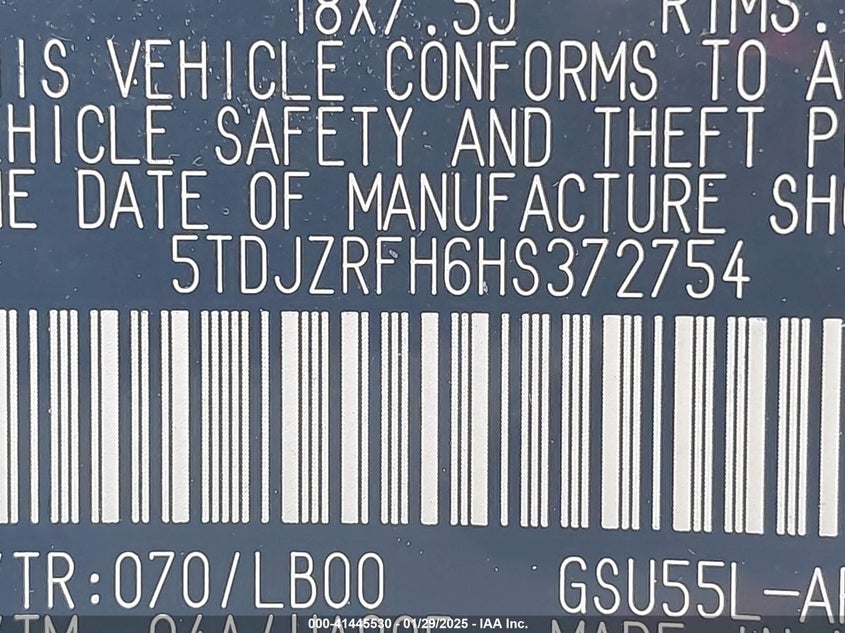 18X7.5J RIMS.
IS VEHICLE CONFORMS TO A
HICLE SAFETY AND THEFT P
E DATE OF MANUFACTURE SH
5TDJZRFH6HS372754
/TR:070/LB00 GSU55L-A
000-41445530 - 01/29/2025 - IAA Inc.